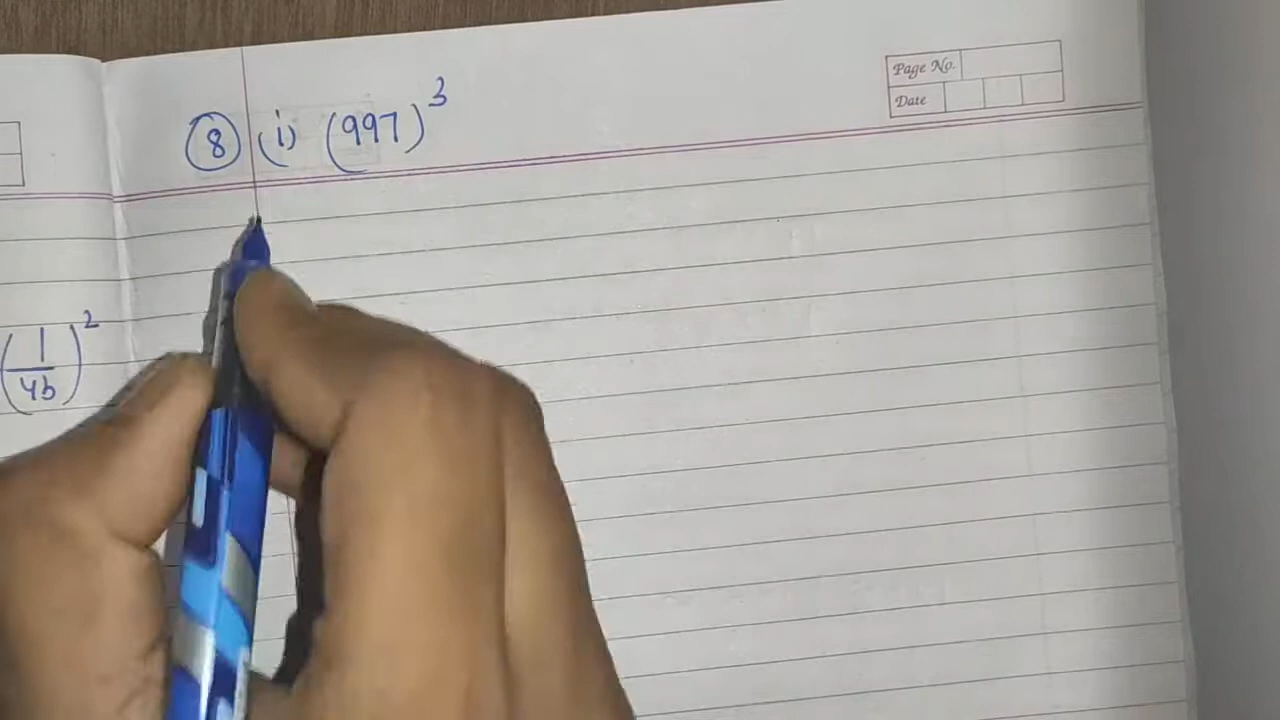 Page No.
Date
⑧ (i) (997)³
(1/4b)²